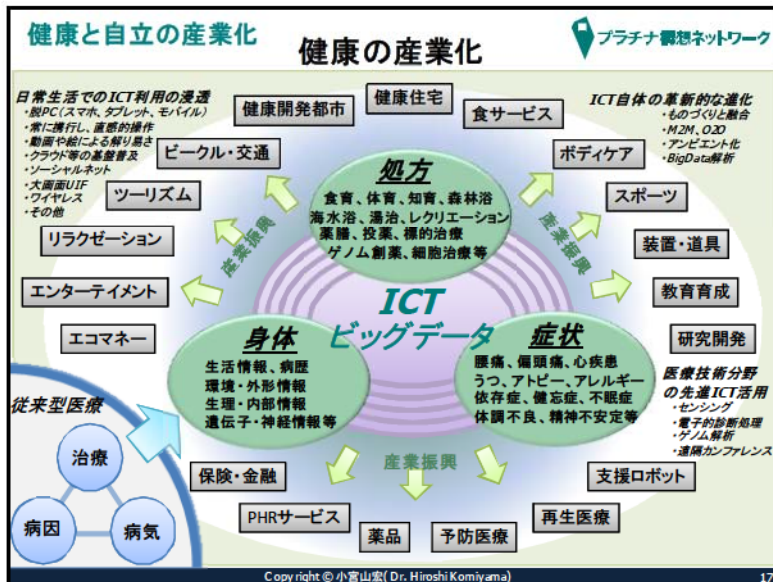 健康と自立の産業化
健康の産業化
プラチナ構想ネットワーク
日常生活でのICT利用の浸透
・脱PC(スマホ、タブレット、モバイル)
・常に携行し、直感的操作
・動画や絵による解り易さ
・クラウド等の基盤普及
・ソーシャルネット
・大画面UIF
・ワイヤレス
・その他
ICT自体の革新的な進化
・ものづくりと融合
・M2M、O2O
・アンビエント化
・BigData解析
健康開発都市
健康住宅
食サービス
ビークル・交通
ボディケア
ツーリズム
スポーツ
リラクゼーション
装置・道具
エンターテイメント
教育育成
エコマネー
研究開発
産業振興
産業振興
処方
食育、体育、知育、森林浴
海水浴、湯治、レクリエーション
薬膳、投薬、標的治療
ゲノム創薬、細胞治療等
ICT
ビッグデータ
身体
生活情報、病歴
環境・外形情報
生理・内部情報
遺伝子・神経情報等
症状
腰痛、偏頭痛、心疾患
うつ、アトピー、アレルギー
依存症、健忘症、不眠症
体調不良、精神不安定等
医療技術分野
の先進ICT活用
・センシング
・電子的診断処理
・ゲノム解析
・遠隔カンファレンス
従来型医療
治療
病因
病気
産業振興
保険・金融
PHRサービス
薬品
予防医療
再生医療
支援ロボット
Copyright © 小宮山宏( Dr. Hiroshi Komiyama)